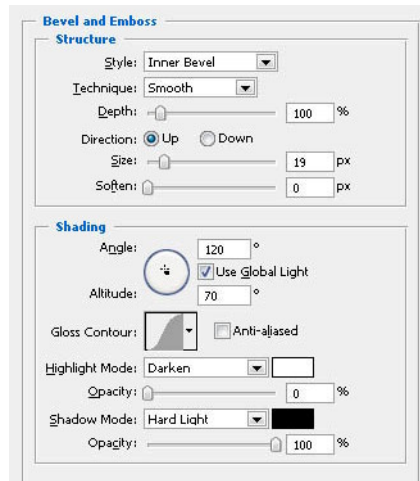 Bevel and Emboss
Structure
Style: Inner Bevel
Technique: Smooth
Depth: 100 %
Direction: Up Down
Size: 19 px
Soften: 0 px
Shading
Angle: 120 °
Use Global Light
Altitude: 70 °
Gloss Contour: Anti-aliased
Highlight Mode: Darken
Opacity: 0 %
Shadow Mode: Hard Light
Opacity: 100 %